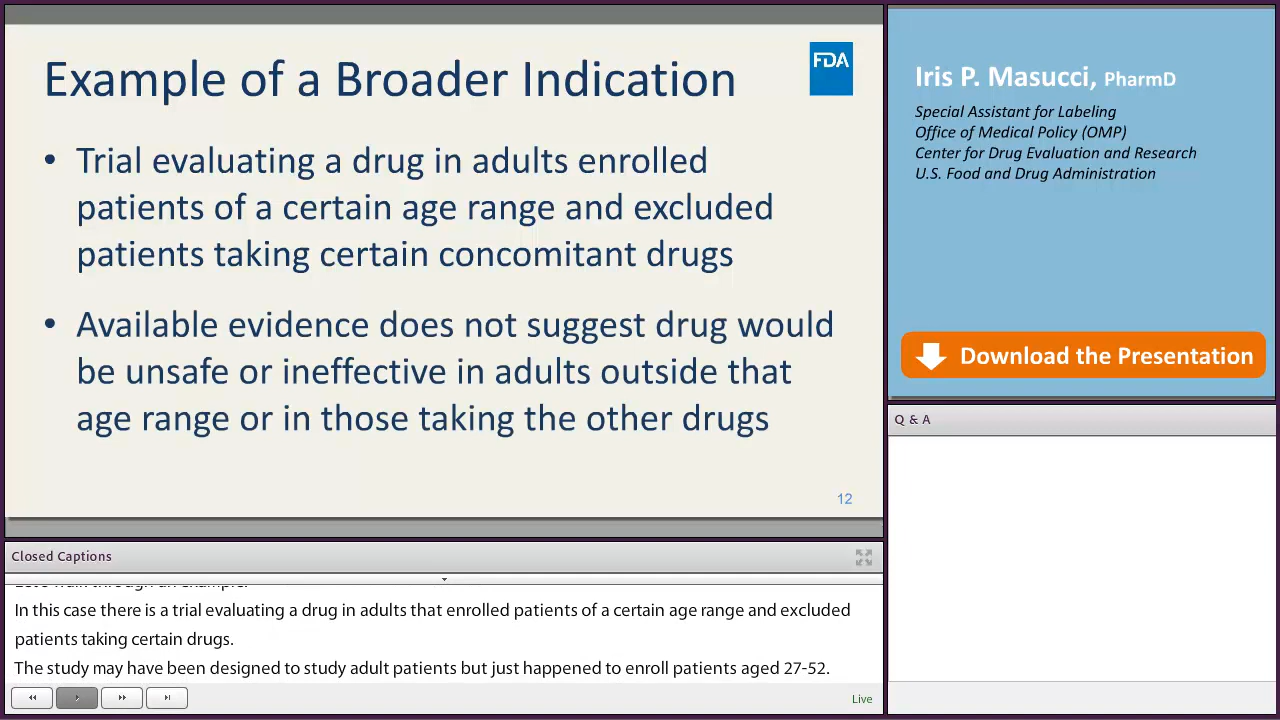 Example of a Broader Indication
FDA
• Trial evaluating a drug in adults enrolled
patients of a certain age range and excluded
patients taking certain concomitant drugs
• Available evidence does not suggest drug would
be unsafe or ineffective in adults outside that
age range or in those taking the other drugs
12
Iris P. Masucci, PharmD
Special Assistant for Labeling
Office of Medical Policy (OMP)
Center for Drug Evaluation and Research
U.S. Food and Drug Administration
Download the Presentation
Q & A
Closed Captions
Let's walk through an example.
In this case there is a trial evaluating a drug in adults that enrolled patients of a certain age range and excluded
patients taking certain drugs.
The study may have been designed to study adult patients but just happened to enroll patients aged 27-52.
Live